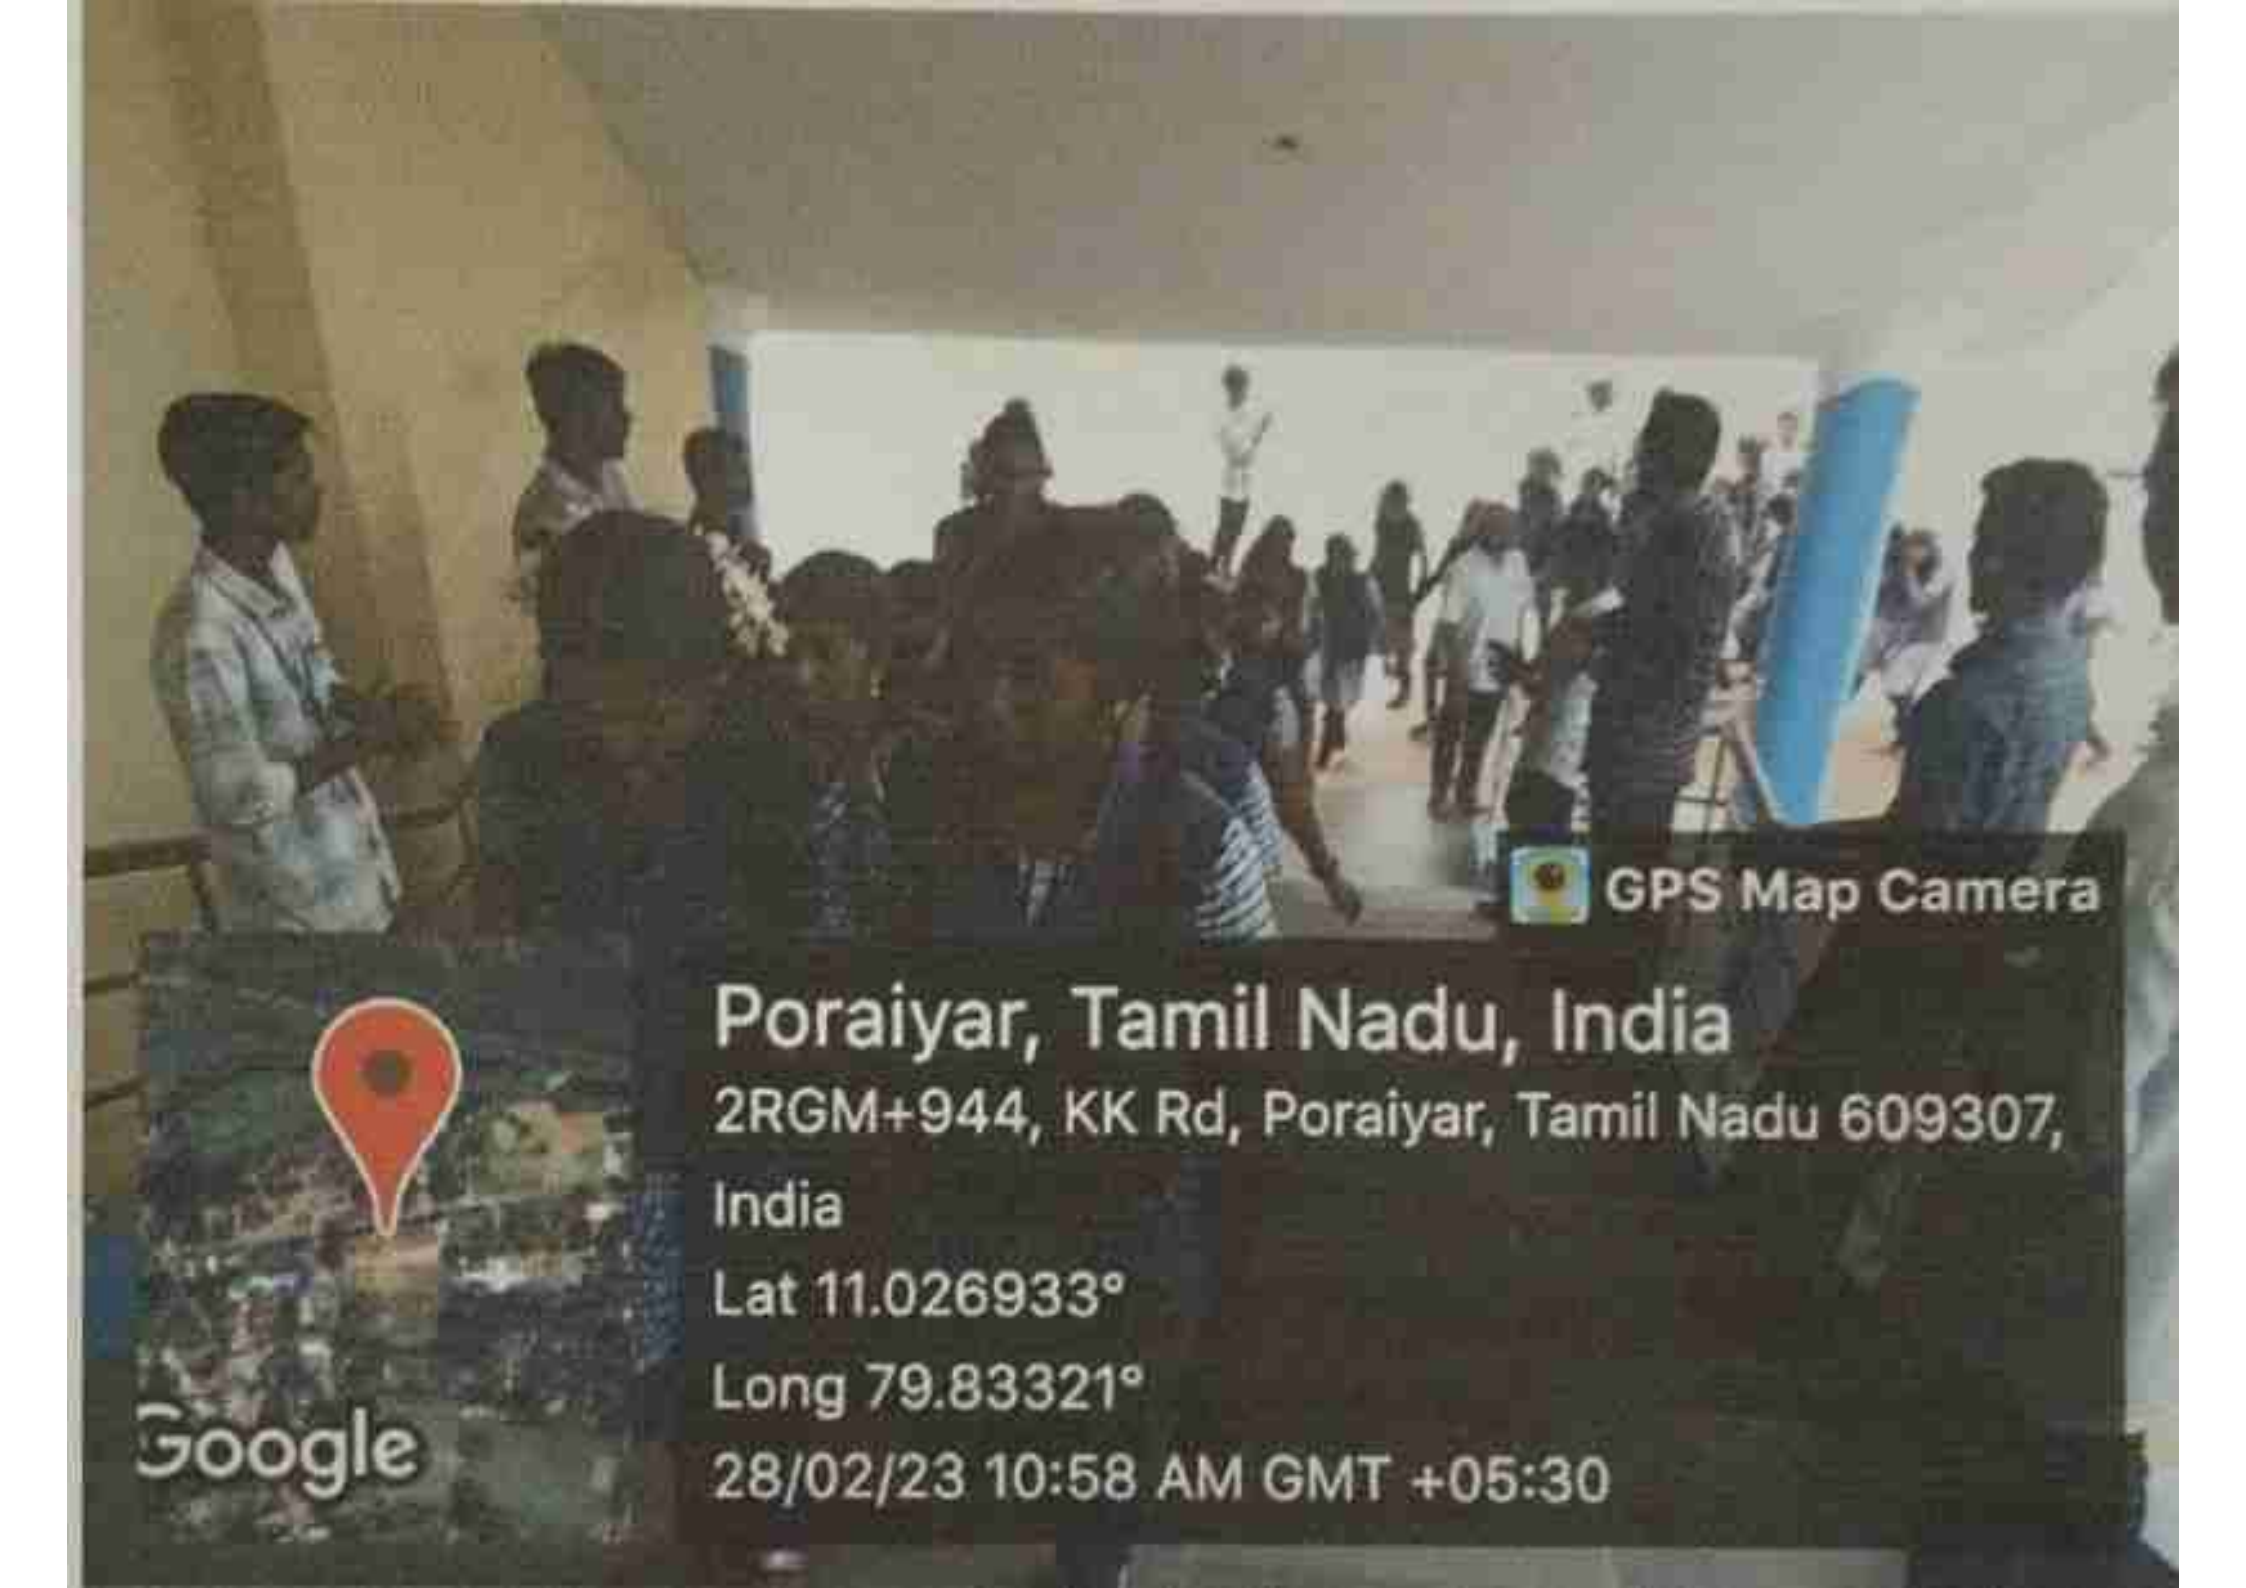 GPS Map Camera
Poraiyar, Tamil Nadu, India
2RGM+944, KK Rd, Poraiyar, Tamil Nadu 609307,
India
Lat 11.026933°
Long 79.83321°
28/02/23 10:58 AM GMT +05:30
Google